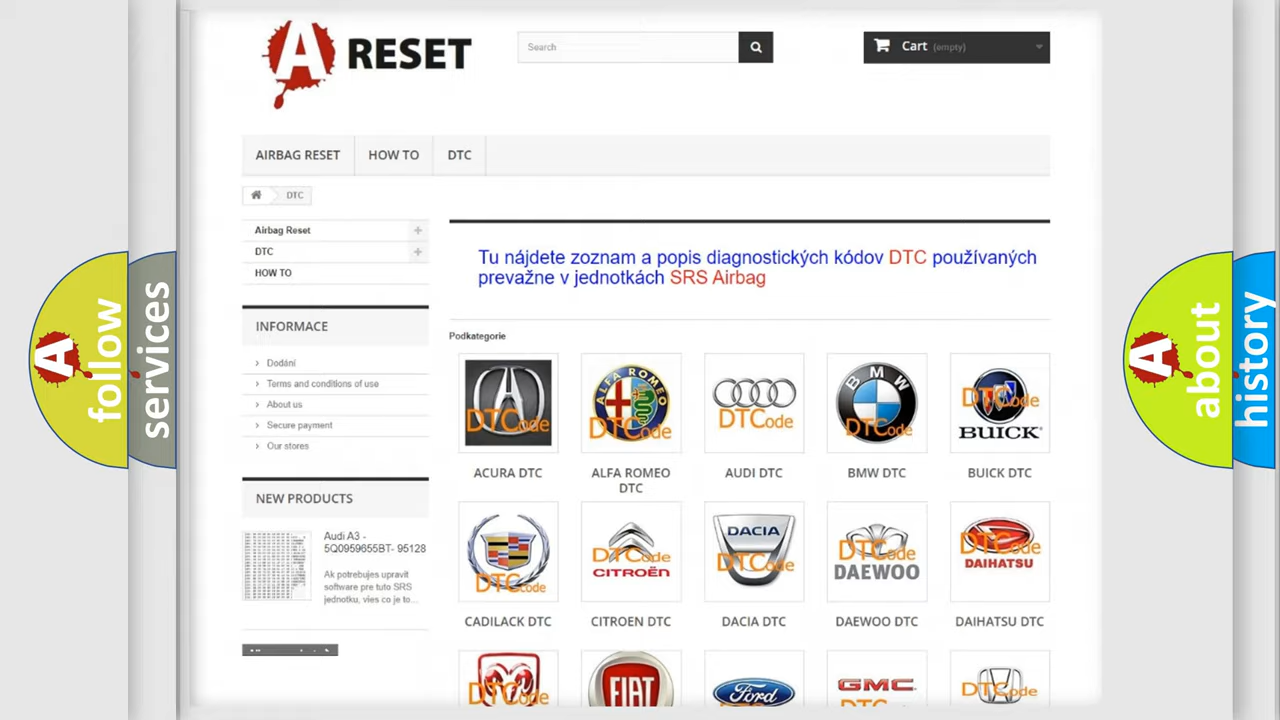 A RESET
Search
Cart (empty)
AIRBAG RESET
HOW TO
DTC
DTC
Airbag Reset
DTC
HOW TO
INFORMACE
Dodání
Terms and conditions of use
About us
Secure payment
Our stores
NEW PRODUCTS
Audi A3 -
5Q0959655BT- 95128
Ak potrebujes upravit
software pre tuto SRS
jednotku, vies co je to...
Tu nájdete zoznam a popis diagnostických kódov DTC používaných
prevažne v jednotkách SRS Airbag
Podkategorie
DTCode
ALFA ROMEO
DTCode
DTCode
BMW
DTCode
DTCode
BUICK
ACURA DTC
ALFA ROMEO
DTC
AUDI DTC
BMW DTC
BUICK DTC
DTCode
DTCode
CITROËN
DACIA
DTCode
DTCode
DAEWOO
DTCode
DAIHATSU
CADILACK DTC
CITROEN DTC
DACIA DTC
DAEWOO DTC
DAIHATSU DTC
DTCode
FIAT
Ford
GMC
DTCode
A follow
services
A about
history